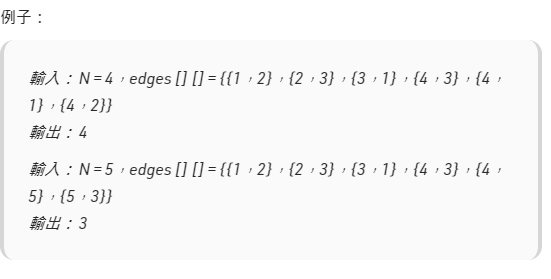 例子：
輸入：N = 4，edges [] [] = {{1，2}，{2，3}，{3，1}，{4，3}，{4，
1}，{4，2}}
輸出：4
輸入：N = 5，edges [] [] = {{1，2}，{2，3}，{3，1}，{4，3}，{4，
5}，{5，3}}
輸出：3